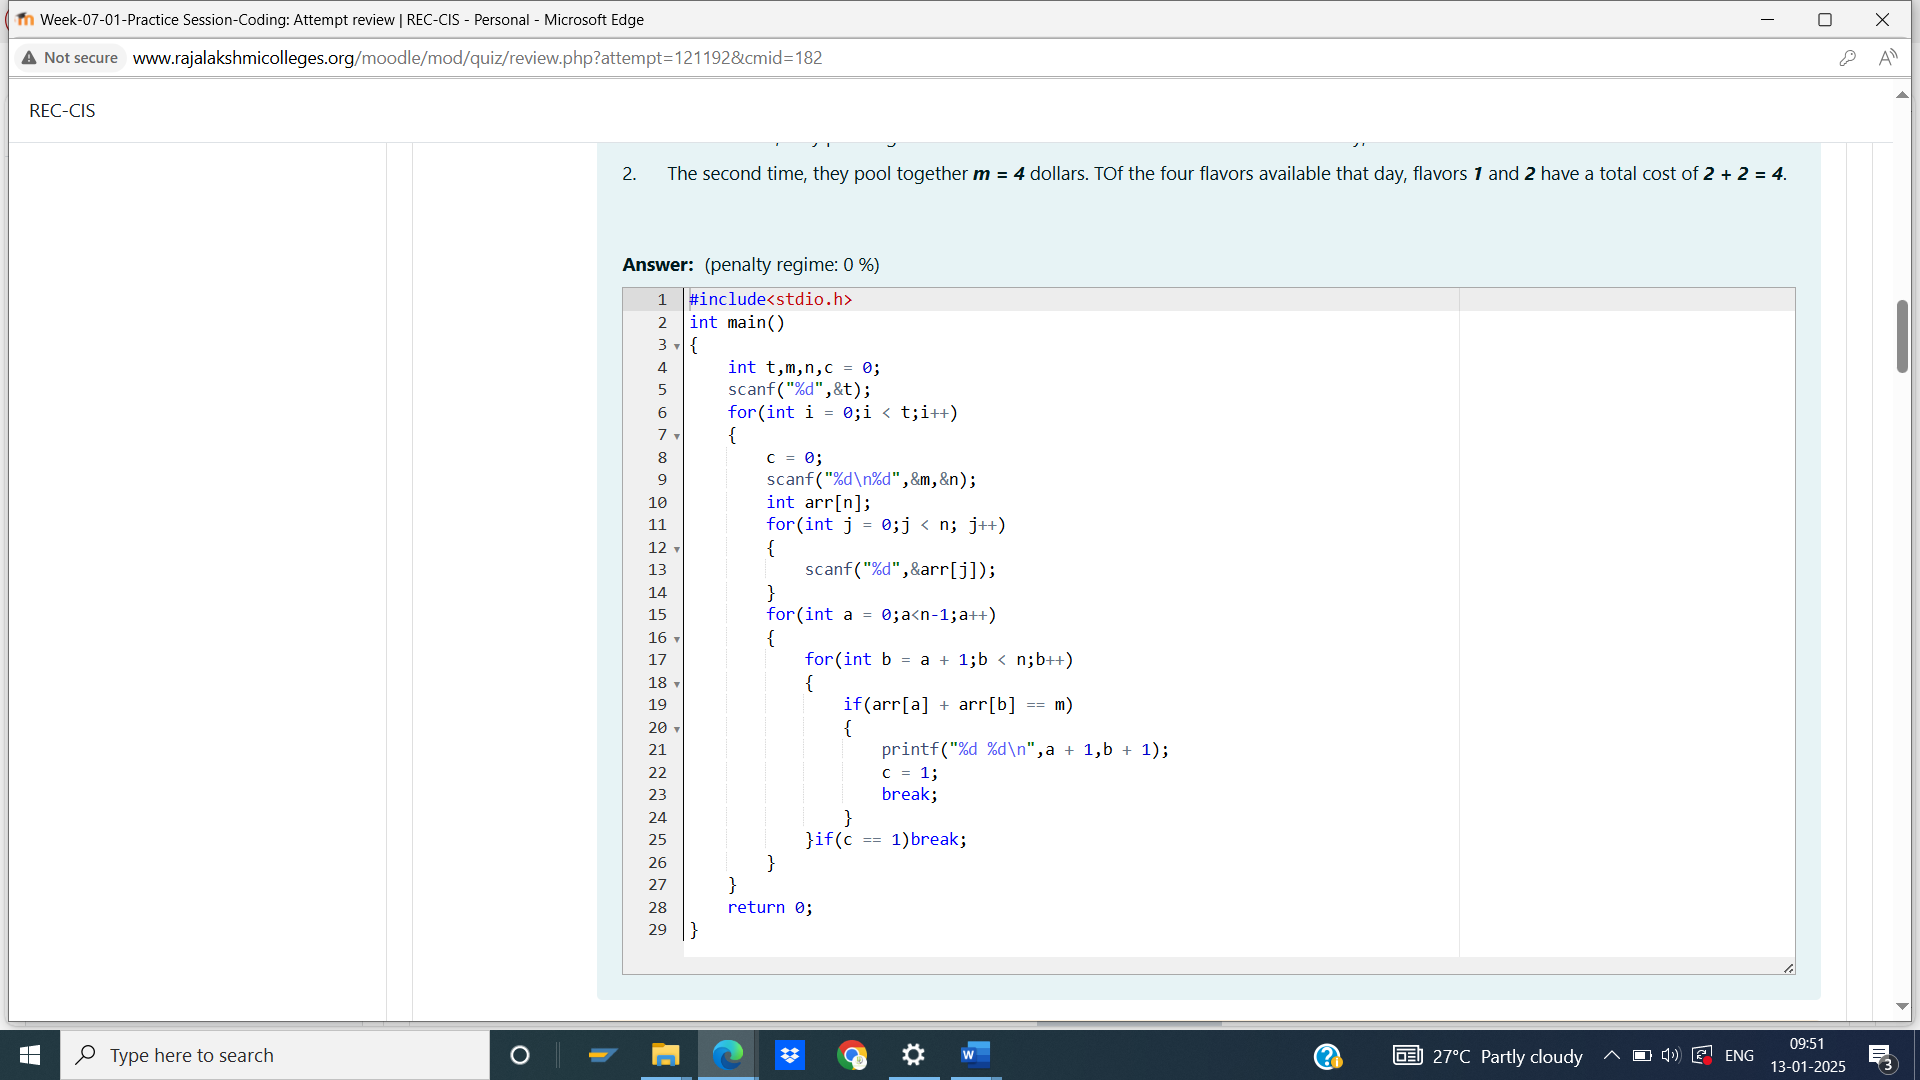 Week-07-01-Practice Session-Coding: Attempt review | REC-CIS - Personal - Microsoft Edge
Not secure www.rajalakshmicolleges.org/moodle/mod/quiz/review.php?attempt=121192&cmid=182
REC-CIS
2. The second time, they pool together m = 4 dollars. TOf the four flavors available that day, flavors 1 and 2 have a total cost of 2 + 2 = 4.
Answer: (penalty regime: 0 %)
1 #include<stdio.h>
2 int main()
3 {
4 int t,m,n,c = 0;
5 scanf("%d",&t);
6 for(int i = 0;i < t;i++)
7 {
8 c = 0;
9 scanf("%d\n%d",&m,&n);
10 int arr[n];
11 for(int j = 0;j < n; j++)
12 {
13 scanf("%d",&arr[j]);
14 }
15 for(int a = 0;a<n-1;a++)
16 {
17 for(int b = a + 1;b < n;b++)
18 {
19 if(arr[a] + arr[b] == m)
20 {
21 printf("%d %d\n",a + 1,b + 1);
22 c = 1;
23 break;
24 }
25 }if(c == 1)break;
26 }
27 }
28 return 0;
29 }
Type here to search
27°C Partly cloudy
ENG
09:51
13-01-2025
3